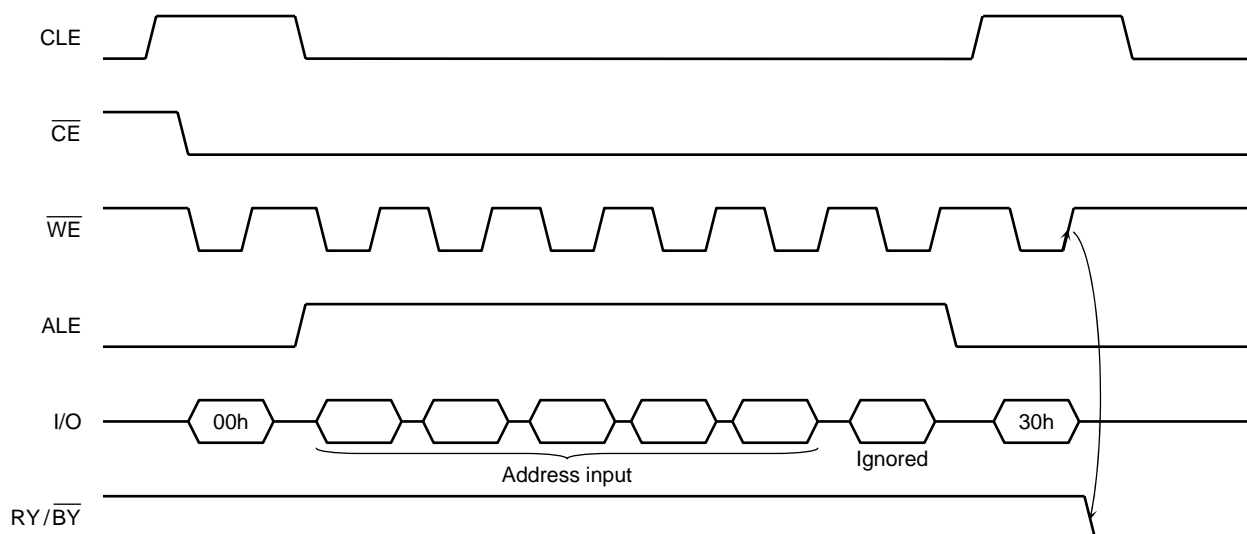 CLE
CE
WE
ALE
I/O
00h
30h
Ignored
Address input
RY/BY